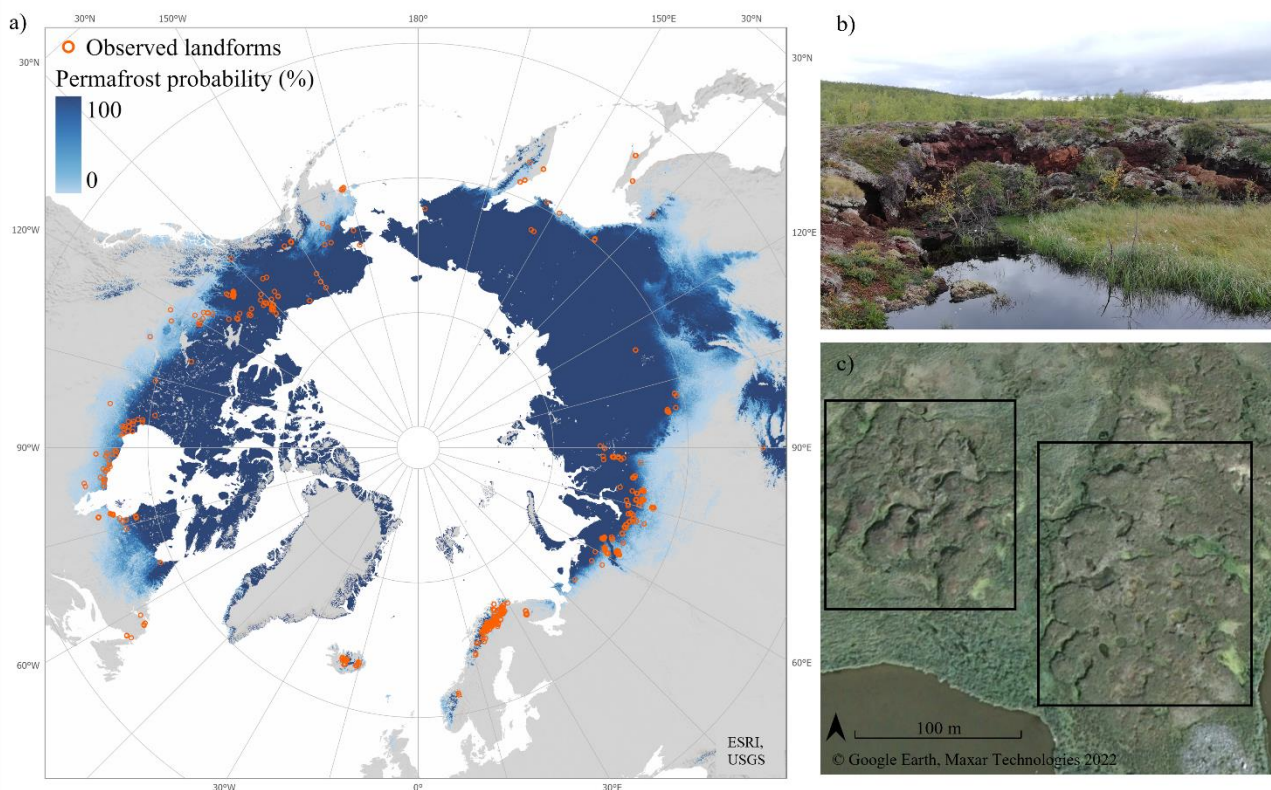 a)
30°N 150°W 180° 150°E 30°N
Observed landforms
Permafrost probability (%)
100
0
30°N
120°W
90°W
60°W
30°W 0° 30°E
30°N
120°E
90°E
60°E
ESRI,
USGS
b)
c)
100 m
© Google Earth, Maxar Technologies 2022